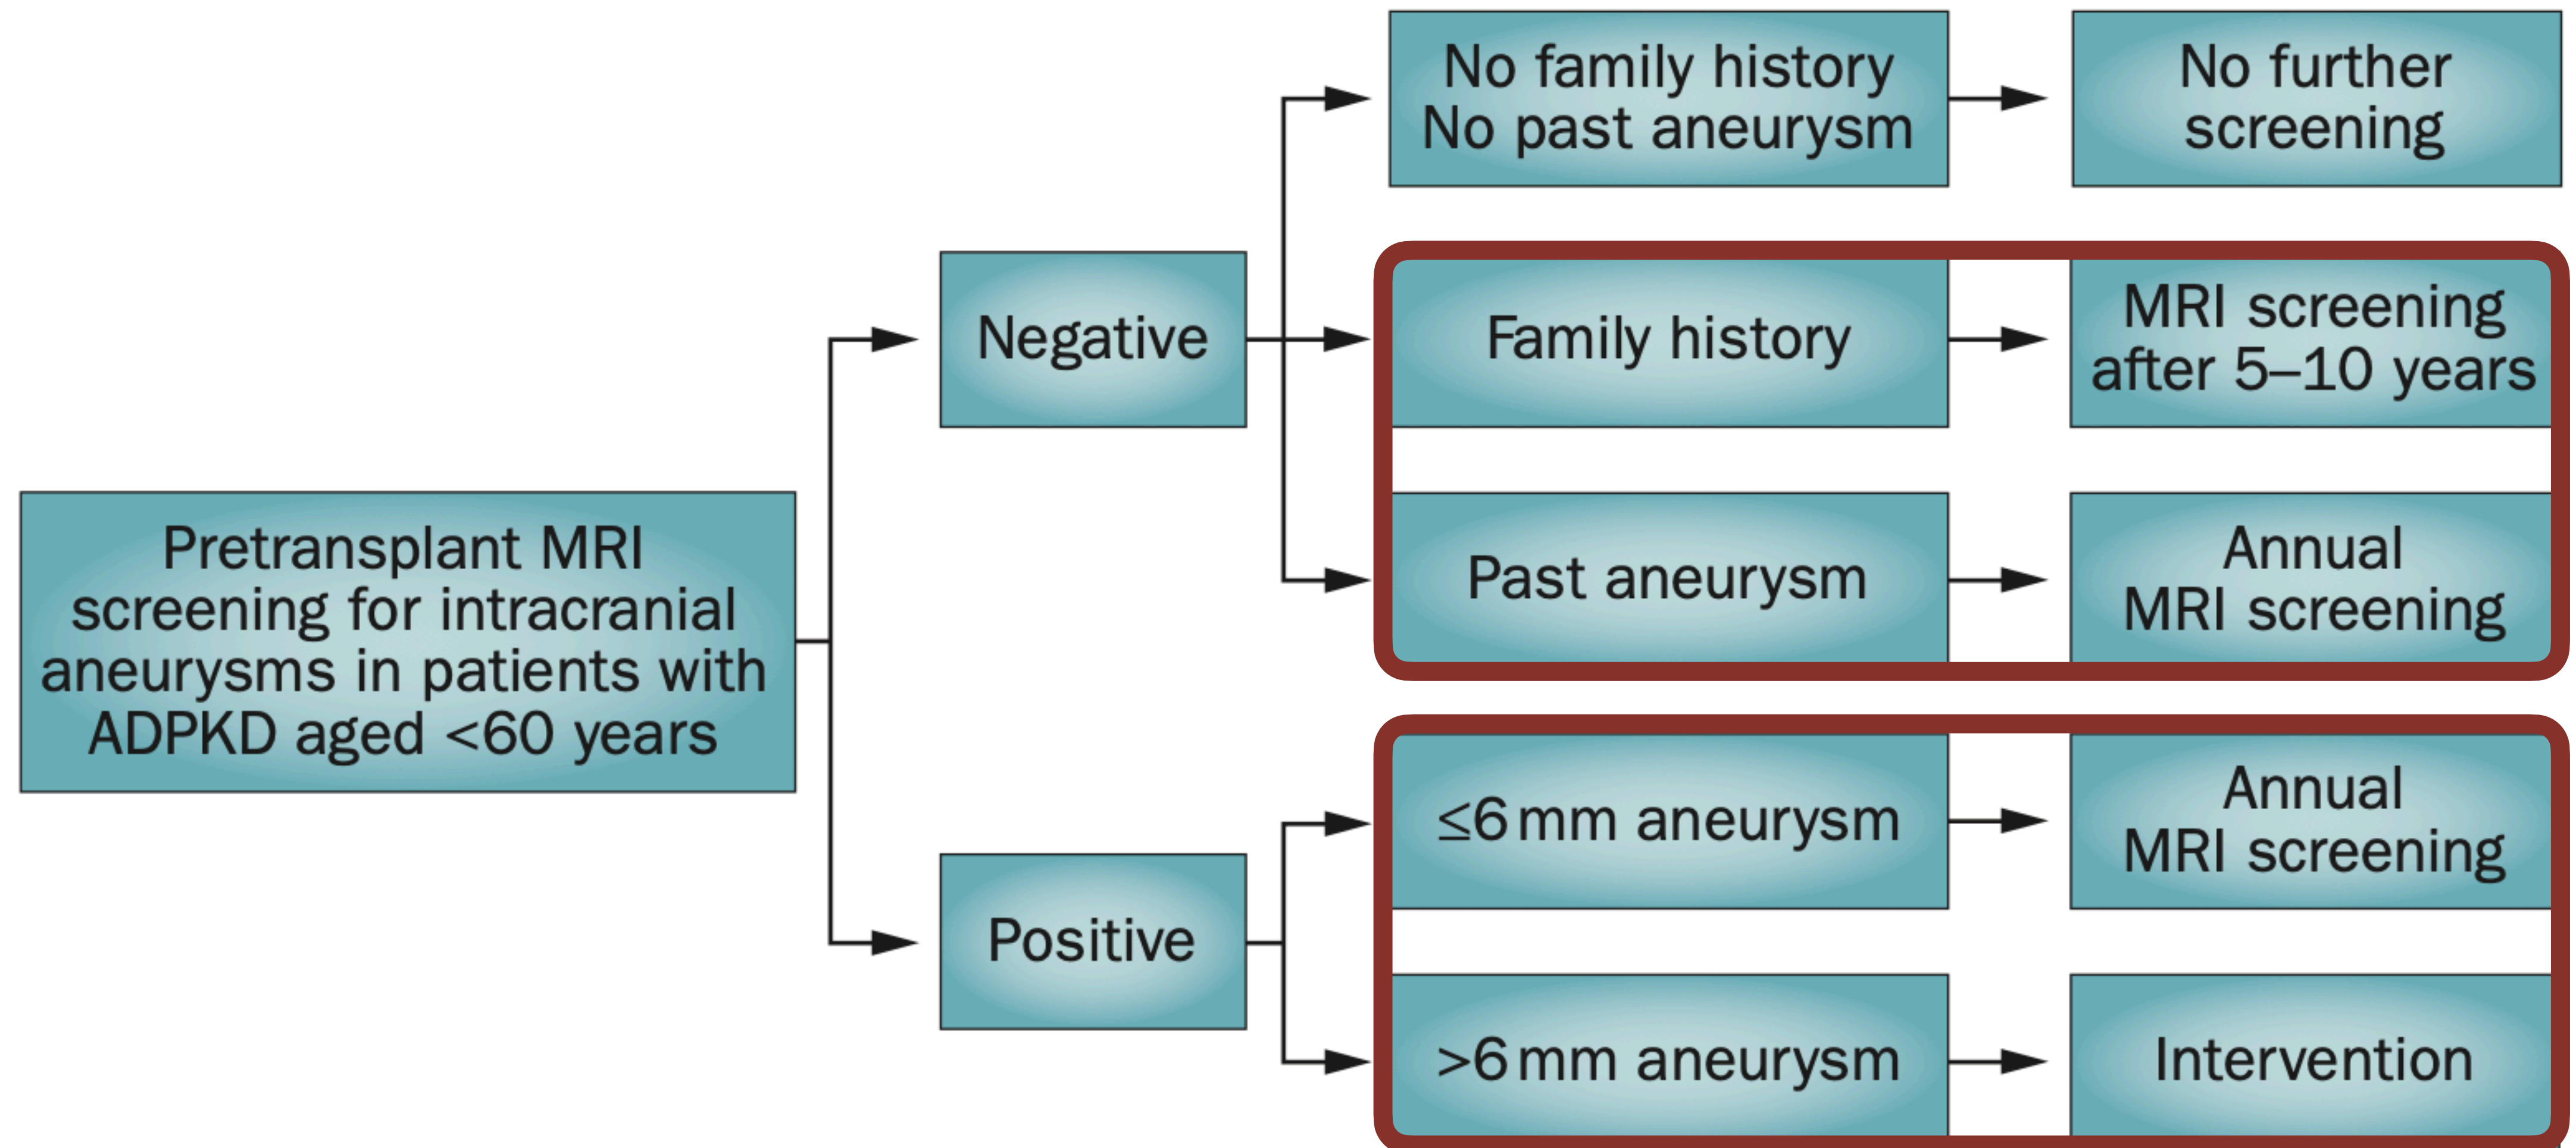 Pretransplant MRI
screening for intracranial
aneurysms in patients with
ADPKD aged <60 years
Negative
No family history
No past aneurysm
No further
screening
Family history
MRI screening
after 5–10 years
Past aneurysm
Annual
MRI screening
Positive
≤6 mm aneurysm
Annual
MRI screening
>6 mm aneurysm
Intervention